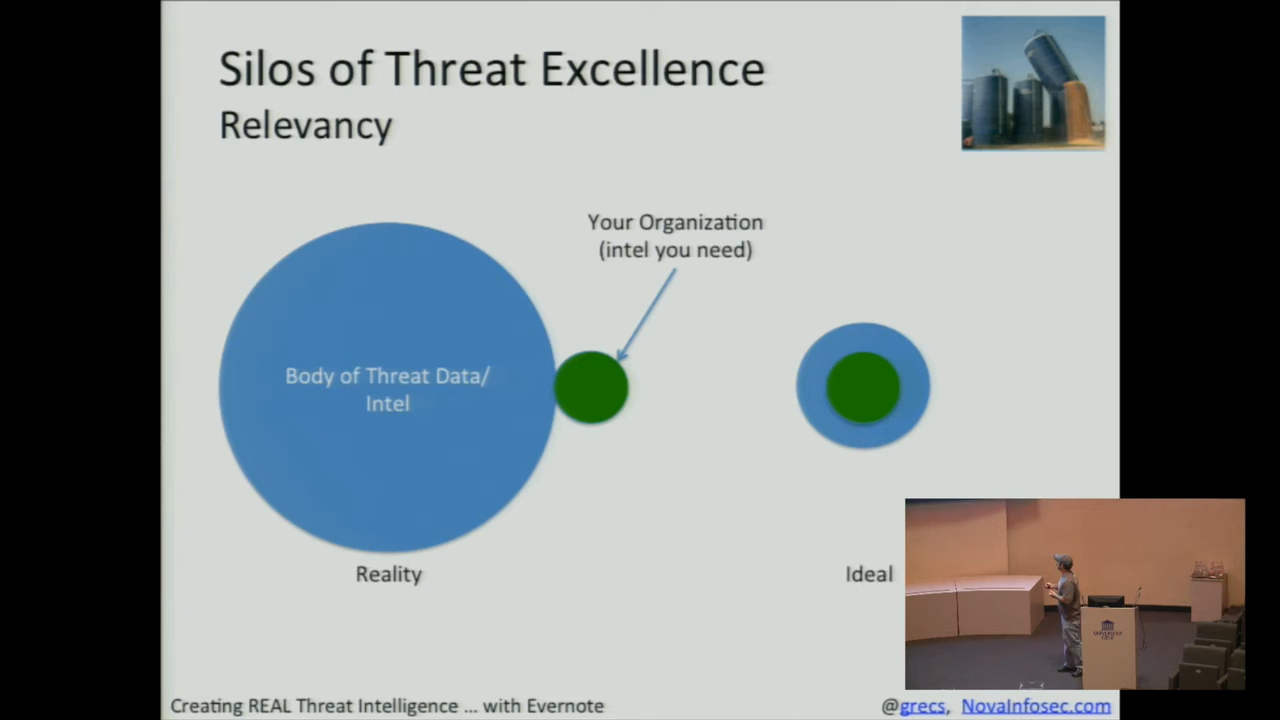 Silos of Threat Excellence
Relevancy
Your Organization
(intel you need)
Body of Threat Data/
Intel
Reality
Ideal
Creating REAL Threat Intelligence ... with Evernote
@grecs, NovaInfosec.com